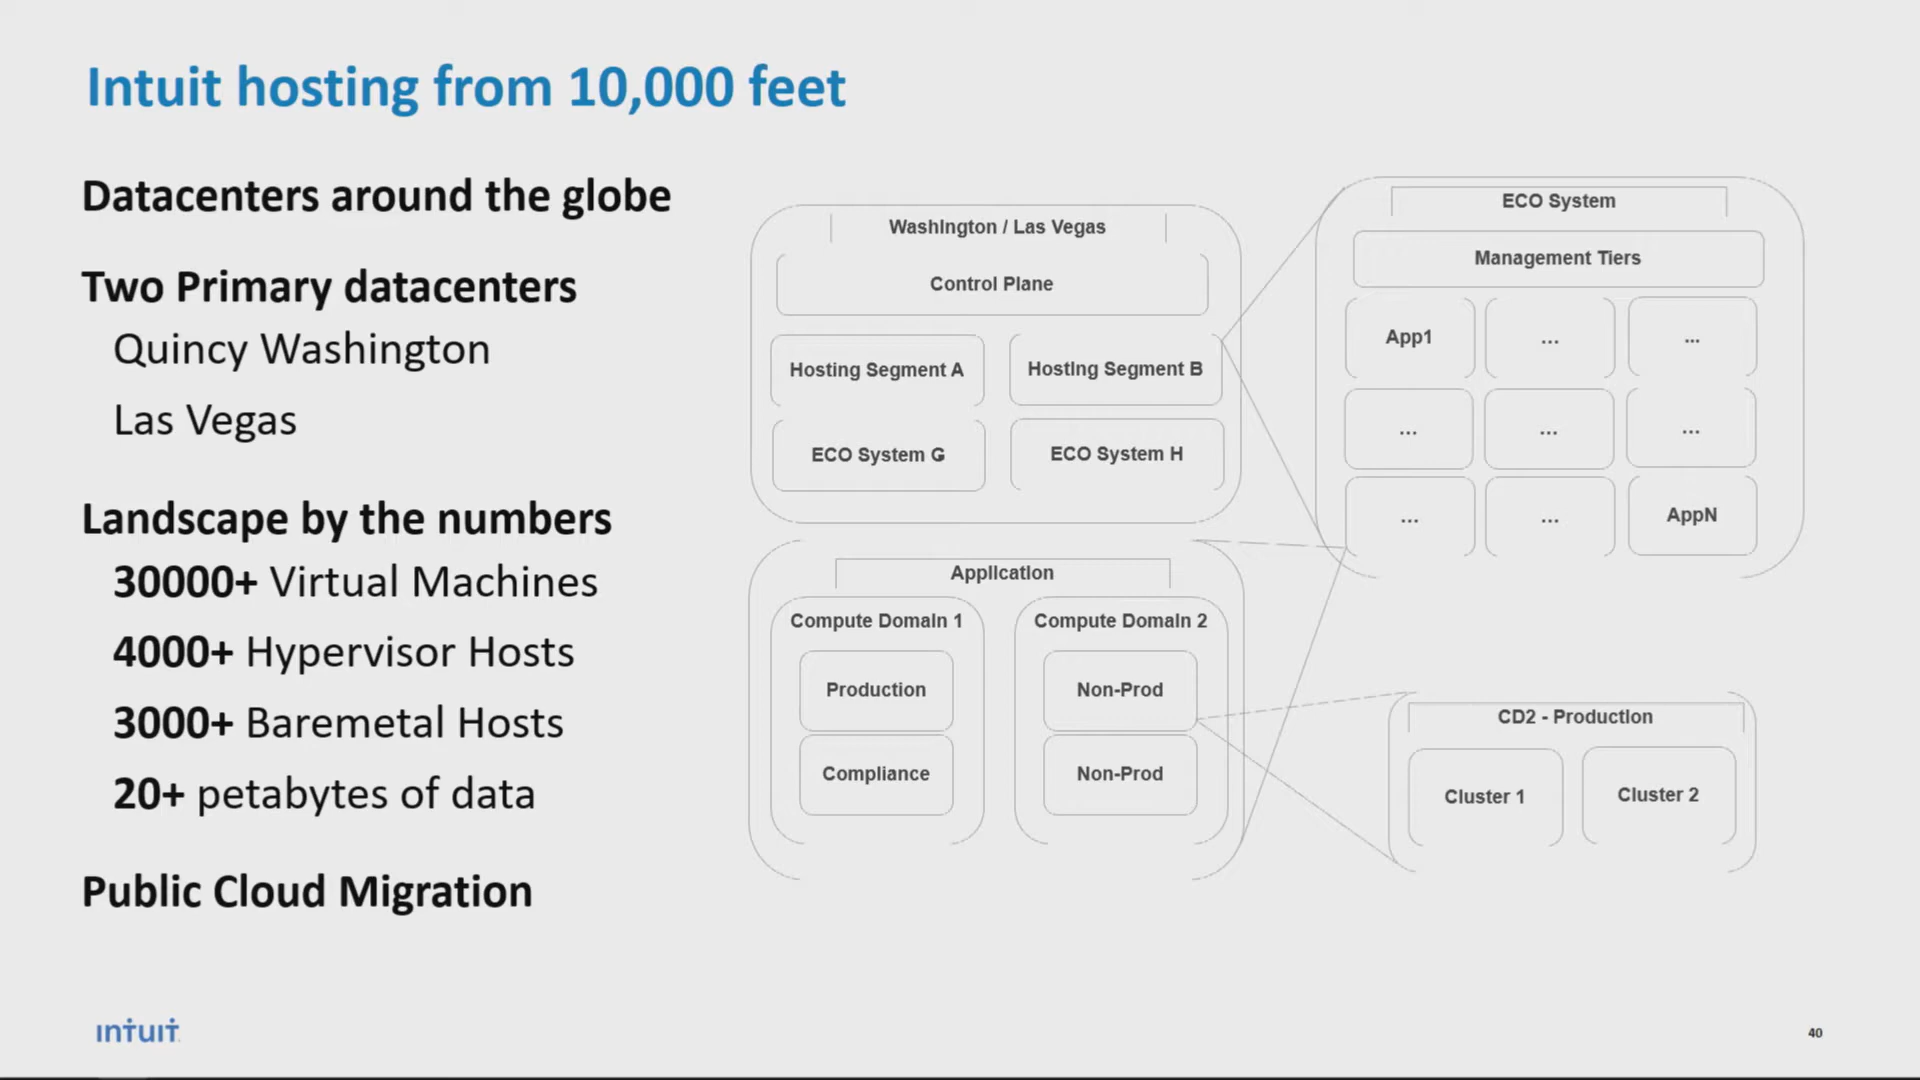 Intuit hosting from 10,000 feet
Datacenters around the globe
Two Primary datacenters
Quincy Washington
Las Vegas
Landscape by the numbers
30000+ Virtual Machines
4000+ Hypervisor Hosts
3000+ Baremetal Hosts
20+ petabytes of data
Public Cloud Migration
Washington / Las Vegas
Control Plane
Hosting Segment A
Hosting Segment B
ECO System G
ECO System H
ECO System
Management Tiers
App1
...
...
...
...
...
...
...
AppN
Application
Compute Domain 1
Production
Compliance
Compute Domain 2
Non-Prod
Non-Prod
CD2 - Production
Cluster 1
Cluster 2
intuit
40